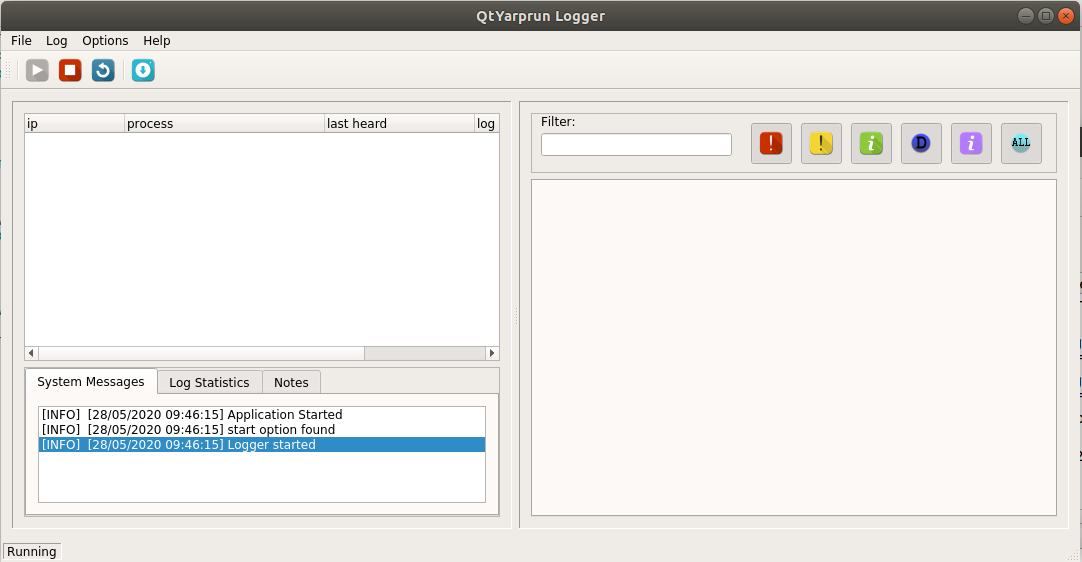 QtYarprun Logger
File Log Options Help
ip process last heard log
Filter:
! ! i D i ALL
System Messages Log Statistics Notes
[INFO] [28/05/2020 09:46:15] Application Started
[INFO] [28/05/2020 09:46:15] start option found
[INFO] [28/05/2020 09:46:15] Logger started
Running